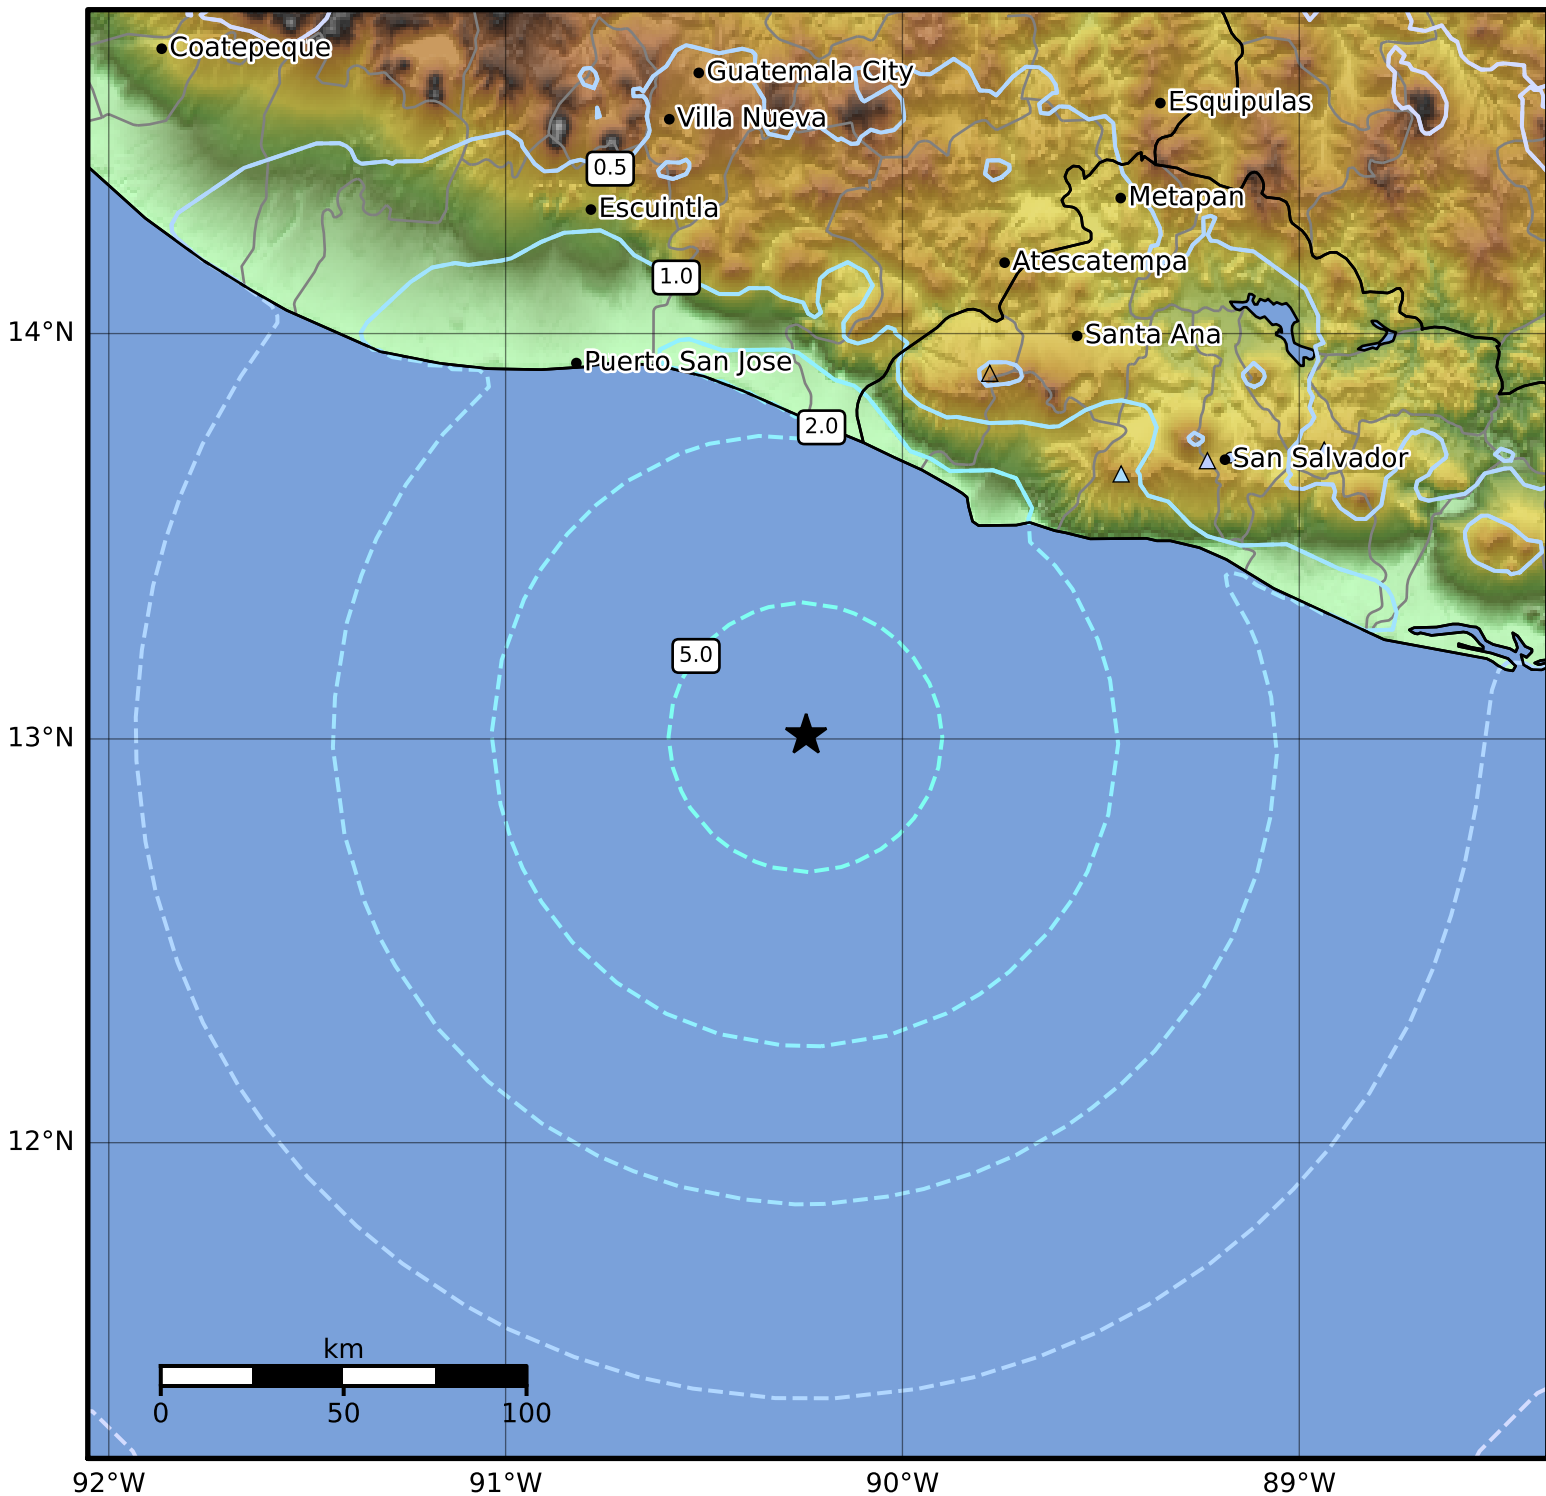 Coatepeque
Guatemala City
Esquipulas
Villa Nueva
0.5
Metapan
Escuintla
Atescatempa
1.0
14°N
Santa Ana
Puerto San Jose
2.0
San Salvador
5.0
13°N
12°N
km
0 50 100
92°W 91°W 90°W 89°W